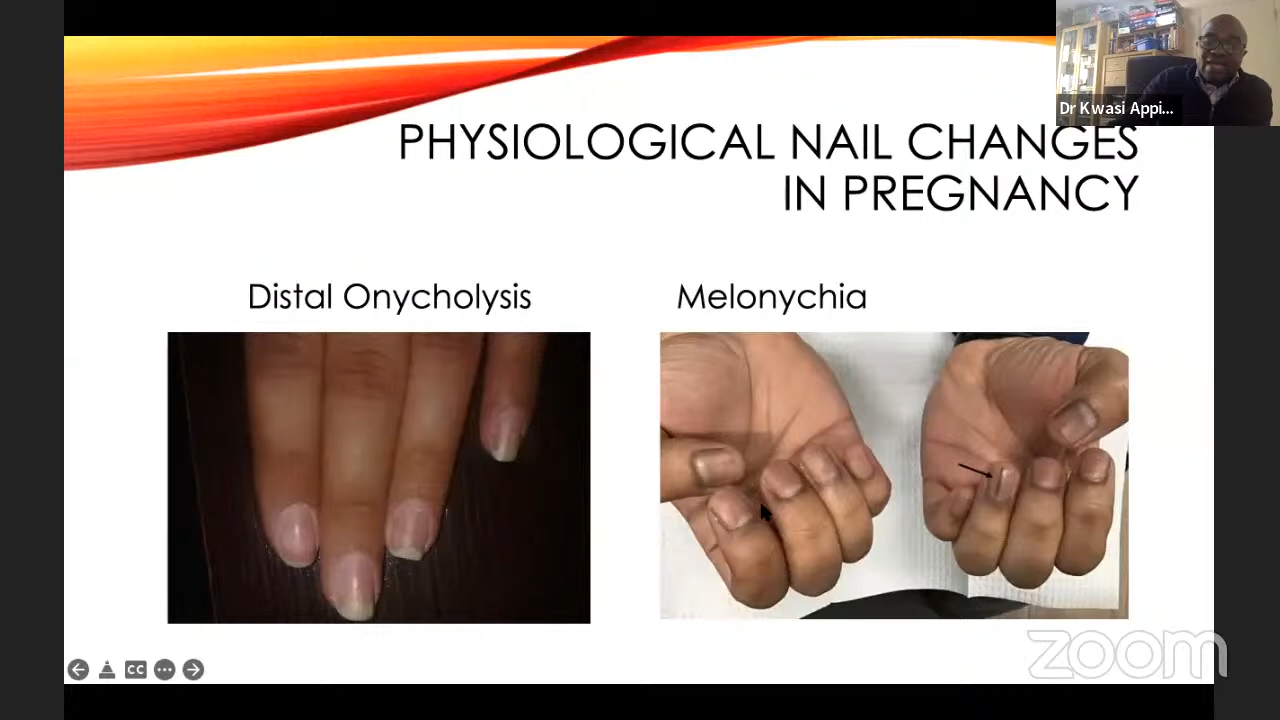 Dr Kwasi Appi...
PHYSIOLOGICAL NAIL CHANGES
IN PREGNANCY
Distal Onycholysis
Melonychia
CC
zoom